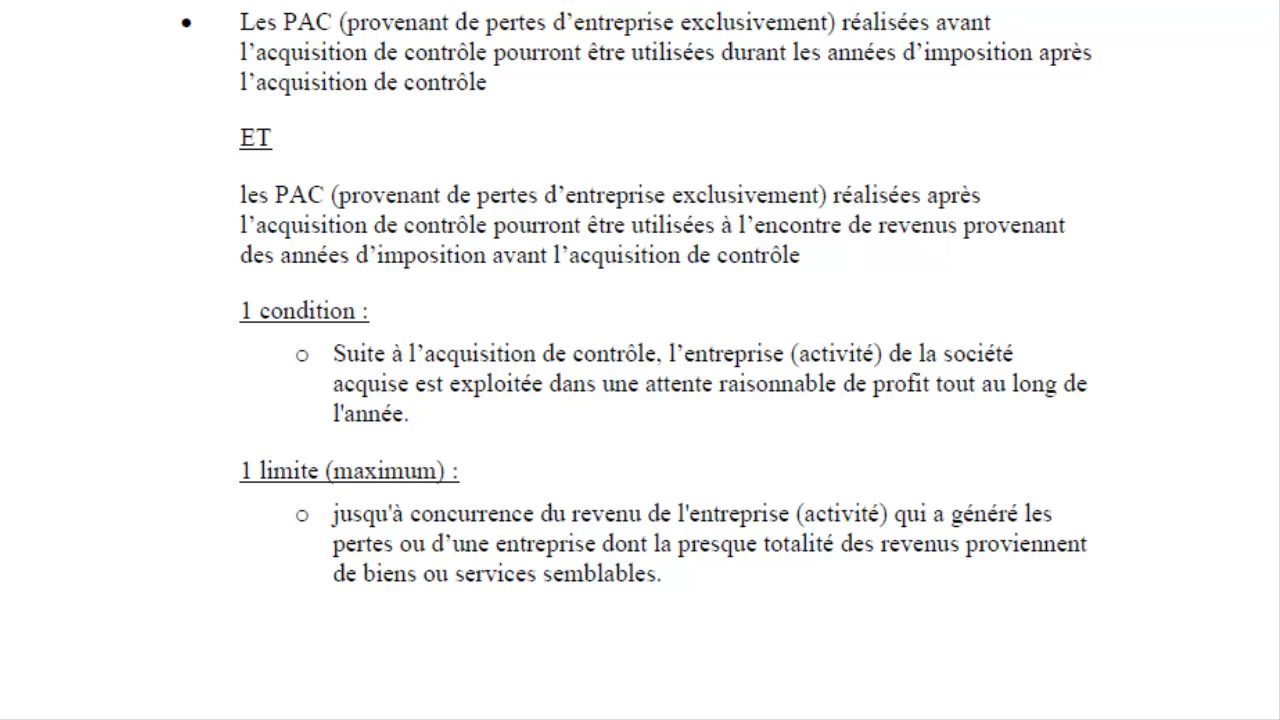 • Les PAC (provenant de pertes d’entreprise exclusivement) réalisées avant
l’acquisition de contrôle pourront être utilisées durant les années d’imposition après
l’acquisition de contrôle
ET
les PAC (provenant de pertes d’entreprise exclusivement) réalisées après
l’acquisition de contrôle pourront être utilisées à l’encontre de revenus provenant
des années d’imposition avant l’acquisition de contrôle
1 condition :
o Suite à l’acquisition de contrôle, l’entreprise (activité) de la société
acquise est exploitée dans une attente raisonnable de profit tout au long de
l'année.
1 limite (maximum) :
o jusqu'à concurrence du revenu de l'entreprise (activité) qui a généré les
pertes ou d’une entreprise dont la presque totalité des revenus proviennent
de biens ou services semblables.